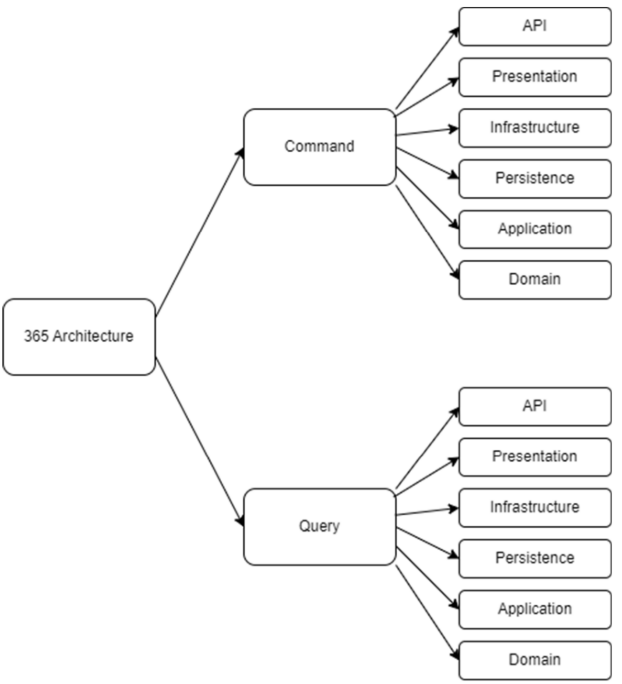 365 Architecture
Command
API
Presentation
Infrastructure
Persistence
Application
Domain
Query
API
Presentation
Infrastructure
Persistence
Application
Domain